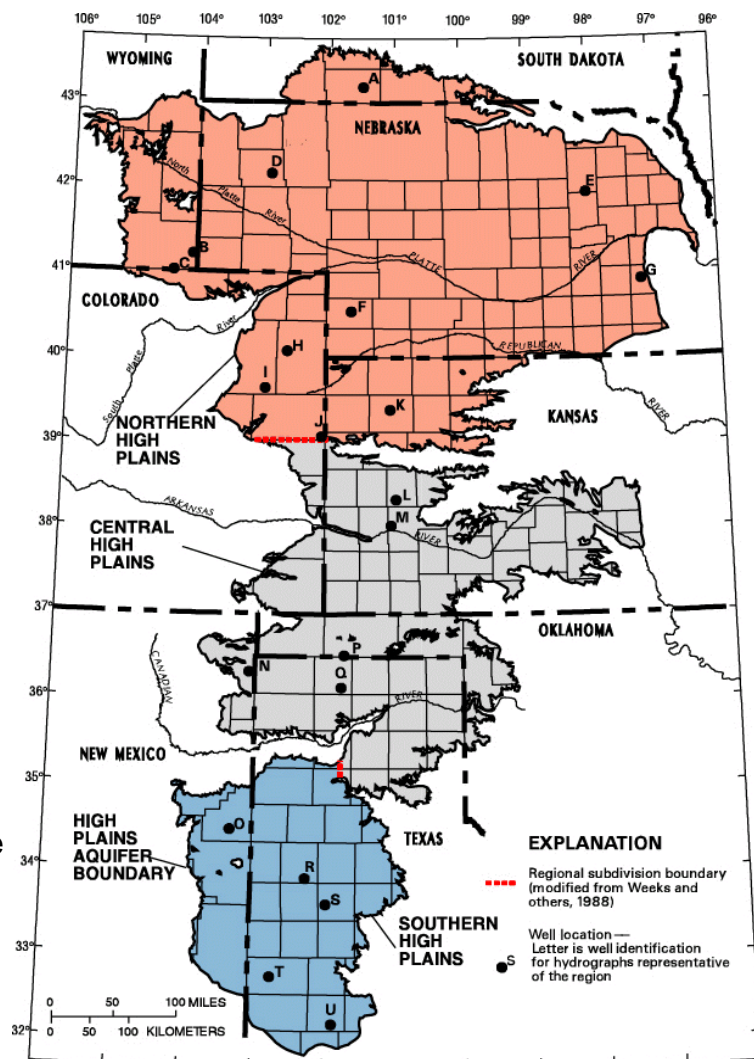 106° 105° 104° 103° 102° 101° 100° 99° 98° 97° 96°
WYOMING
SOUTH DAKOTA
A
43°
NEBRASKA
North
D
42°
E
Platte
River
B
C
PLATTE
RIVER
G
41°
COLORADO
River
F
H
REPUBLICAN
40°
I
Platte
South
K
RIVER
NORTHERN
HIGH
PLAINS
J
KANSAS
39°
L
ARKANSAS
M
38°
RIVER
CENTRAL
HIGH
PLAINS
37°
OKLAHOMA
P
N
CANADIAN
Q
36°
RIVER
NEW MEXICO
35°
HIGH
PLAINS
AQUIFER
BOUNDARY
O
TEXAS
34°
R
S
SOUTHERN
HIGH
PLAINS
33°
T
U
32°
0 50 100 MILES
0 50 100 KILOMETERS
EXPLANATION
Regional subdivision boundary
(modified from Weeks and
others, 1988)
S
Well location—
Letter is well identification
for hydrographs representative
of the region
e